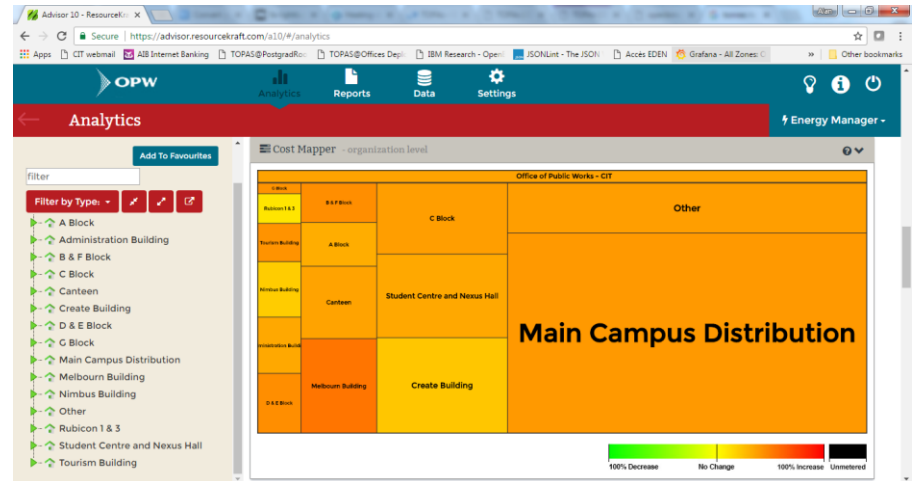 Advisor 10 - ResourceKr
Secure | https://advisor.resourcekraft.com/a10/#/analytics
Apps CIT webmail AIB Internet Banking TOPAS@PostgradRoc TOPAS@Offices Depl IBM Research - Open JSONLint - The JSON Accès EDEN Grafana - All Zones: O » Other bookmarks
OPW
Analytics Reports Data Settings
Analytics
Energy Manager
Add To Favourites
filter
Filter by Type:
A Block
Administration Building
B & F Block
C Block
Canteen
Create Building
D & E Block
G Block
Main Campus Distribution
Melbourn Building
Nimbus Building
Other
Rubicon 1 & 3
Student Centre and Nexus Hall
Tourism Building
Cost Mapper - organization level
Office of Public Works - CIT
G Block
Rubicon 1 & 3
Tourism Building
Nimbus Building
D & E Block
B & F Block
A Block
Canteen
Melbourn Building
C Block
Student Centre and Nexus Hall
Create Building
Other
Main Campus Distribution
100% Decrease No Change 100% Increase Unmetered